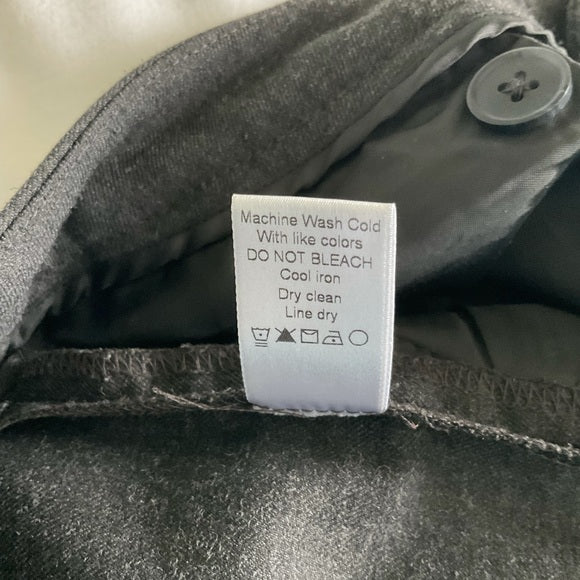 Machine Wash Cold
With like colors
DO NOT BLEACH
Cool iron
Dry clean
Line dry